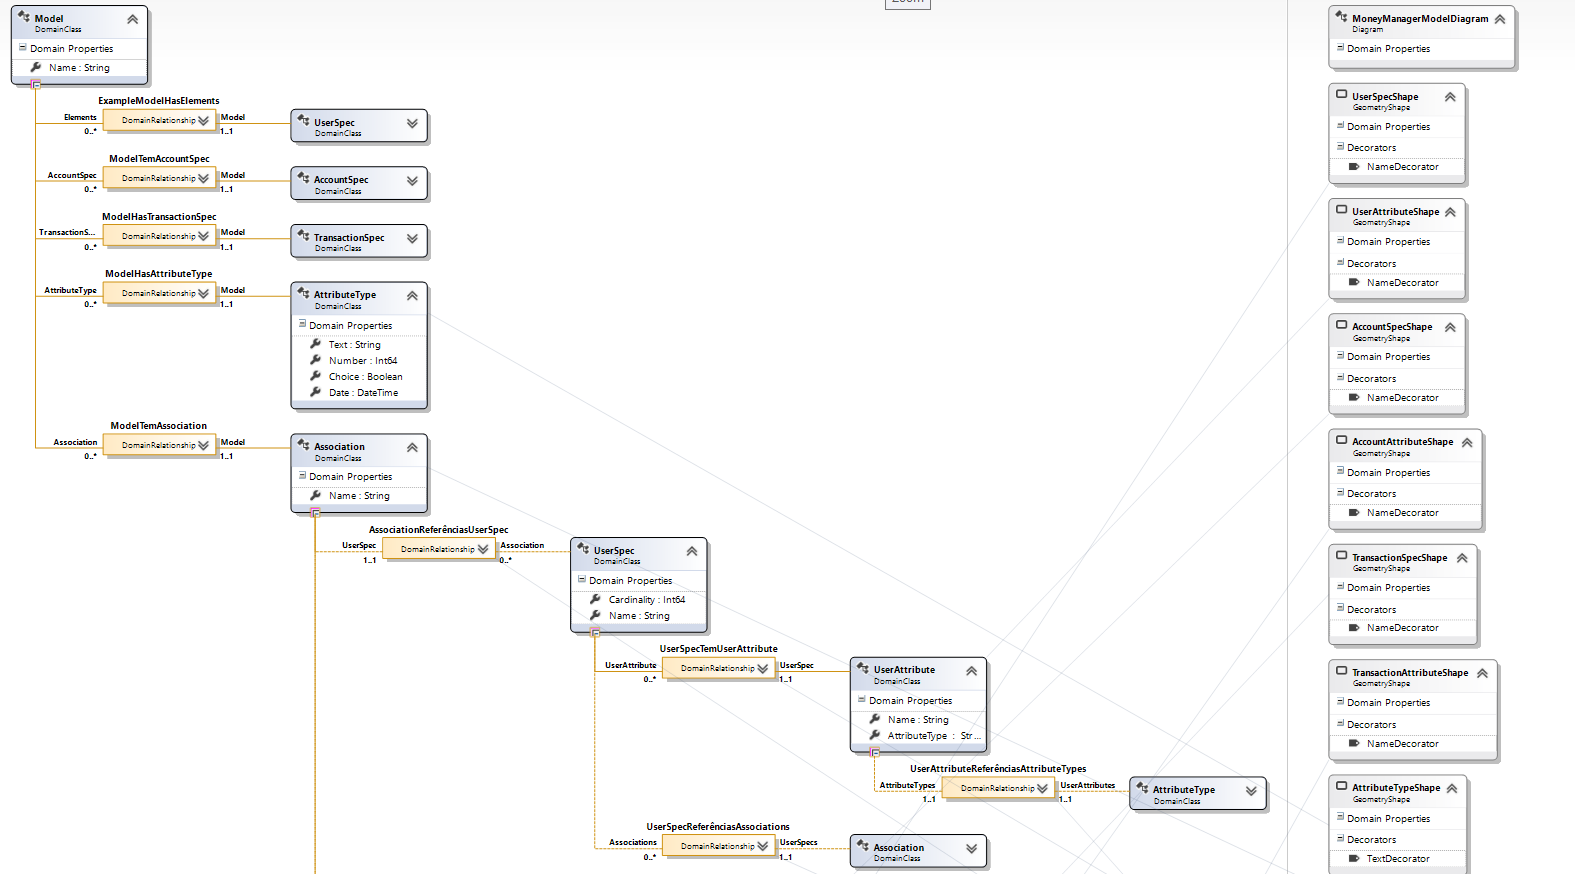 Model
DomainClass
Domain Properties
Name : String
ExampleModelHasElements
Elements
DomainRelationship
Model
0..*
1..1
UserSpec
DomainClass
ModelTemAccountSpec
AccountSpec
DomainRelationship
Model
0..*
1..1
AccountSpec
DomainClass
ModelHasTransactionSpec
TransactionS...
DomainRelationship
Model
0..*
1..1
TransactionSpec
DomainClass
ModelHasAttributeType
AttributeType
DomainRelationship
Model
0..*
1..1
AttributeType
DomainClass
Domain Properties
Text : String
Number : Int64
Choice : Boolean
Date : DateTime
ModelTemAssociation
Association
DomainRelationship
Model
0..*
1..1
Association
DomainClass
Domain Properties
Name : String
AssociationReferênciasUserSpec
UserSpec
DomainRelationship
Association
1..1
0..*
UserSpec
DomainClass
Domain Properties
Cardinality : Int64
Name : String
UserSpecTemUserAttribute
UserAttribute
DomainRelationship
UserSpec
0..*
1..1
UserAttribute
DomainClass
Domain Properties
Name : String
AttributeType : Str...
UserAttributeReferênciasAttributeTypes
AttributeTypes
DomainRelationship
UserAttributes
1..1
1..1
AttributeType
DomainClass
UserSpecReferênciasAssociations
Associations
DomainRelationship
UserSpecs
0..*
1..1
Association
DomainClass
MoneyManagerModelDiagram
Diagram
Domain Properties
UserSpecShape
GeometryShape
Domain Properties
Decorators
NameDecorator
UserAttributeShape
GeometryShape
Domain Properties
Decorators
NameDecorator
AccountSpecShape
GeometryShape
Domain Properties
Decorators
NameDecorator
AccountAttributeShape
GeometryShape
Domain Properties
Decorators
NameDecorator
TransactionSpecShape
GeometryShape
Domain Properties
Decorators
NameDecorator
TransactionAttributeShape
GeometryShape
Domain Properties
Decorators
NameDecorator
AttributeTypeShape
GeometryShape
Domain Properties
Decorators
TextDecorator